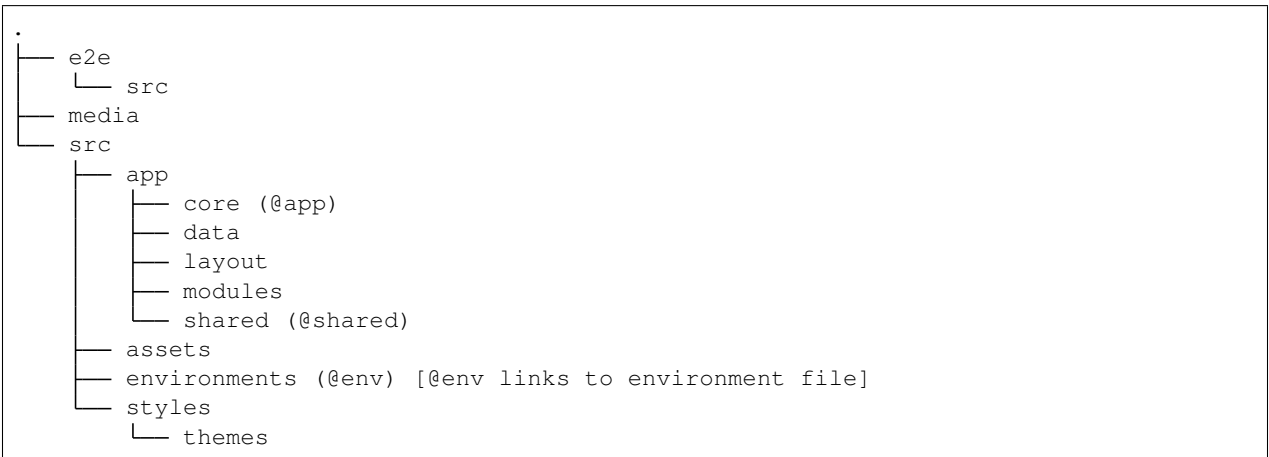 .
├── e2e
│   └── src
├── media
└── src
    ├── app
    │   ├── core (@app)
    │   ├── data
    │   ├── layout
    │   ├── modules
    │   └── shared (@shared)
    ├── assets
    ├── environments (@env) [@env links to environment file]
    └── styles
        └── themes